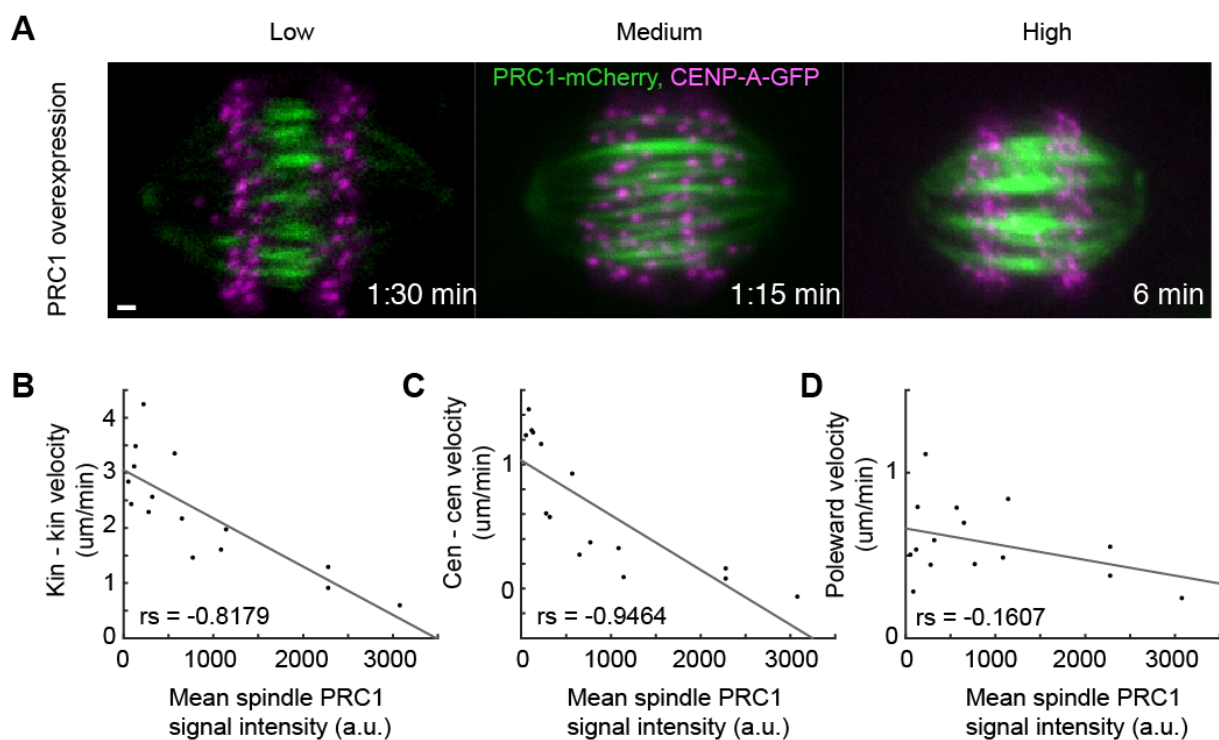 A
Low
Medium
High
PRC1 overexpression
PRC1-mCherry, CENP-A-GFP
1:30 min
1:15 min
6 min
B
Kin - kin velocity
(um/min)
4
3
2
1
0
rs = -0.8179
0 1000 2000 3000
Mean spindle PRC1
signal intensity (a.u.)
C
Cen - cen velocity
(um/min)
1
0
rs = -0.9464
0 1000 2000 3000
Mean spindle PRC1
signal intensity (a.u.)
D
Poleward velocity
(um/min)
1
0
rs = -0.1607
0 1000 2000 3000
Mean spindle PRC1
signal intensity (a.u.)